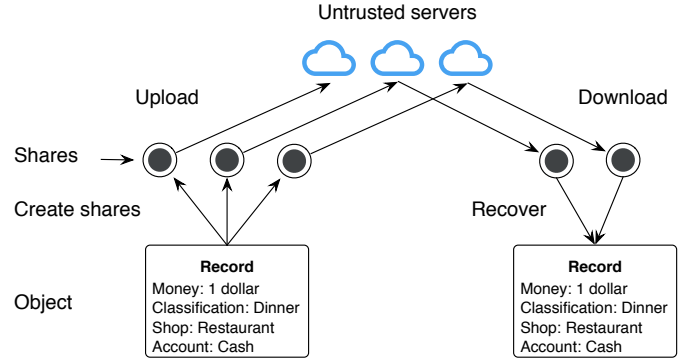 Untrusted servers
Upload
Download
Shares
Create shares
Recover
Object
Record
Money: 1 dollar
Classification: Dinner
Shop: Restaurant
Account: Cash
Record
Money: 1 dollar
Classification: Dinner
Shop: Restaurant
Account: Cash